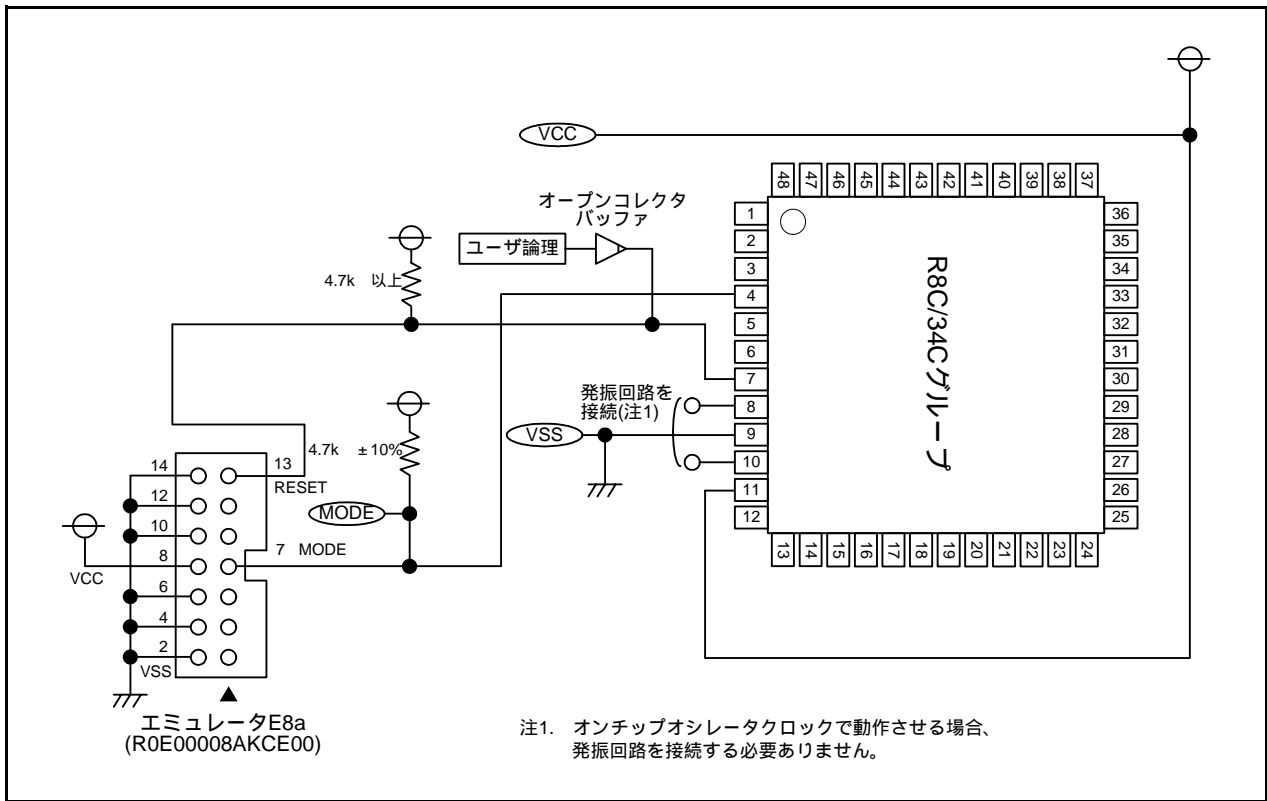 VCC
オープンコレクタ
バッファ
ユーザ論理
4.7k 以上
発振回路を
接続(注1)
VSS
4.7k ±10%
MODE
14
13
RESET
12
10
8
7 MODE
VCC
6
4
2
VSS
エミュレータE8a
(R0E00008AKCE00)
R8C/34Cグループ
48 47 46 45 44 43 42 41 40 39 38 37
1
2
3
4
5
6
7
8
9
10
11
12
13 14 15 16 17 18 19 20 21 22 23 24
36
35
34
33
32
31
30
29
28
27
26
25
注1. オンチップオシレータクロックで動作させる場合、
発振回路を接続する必要ありません。